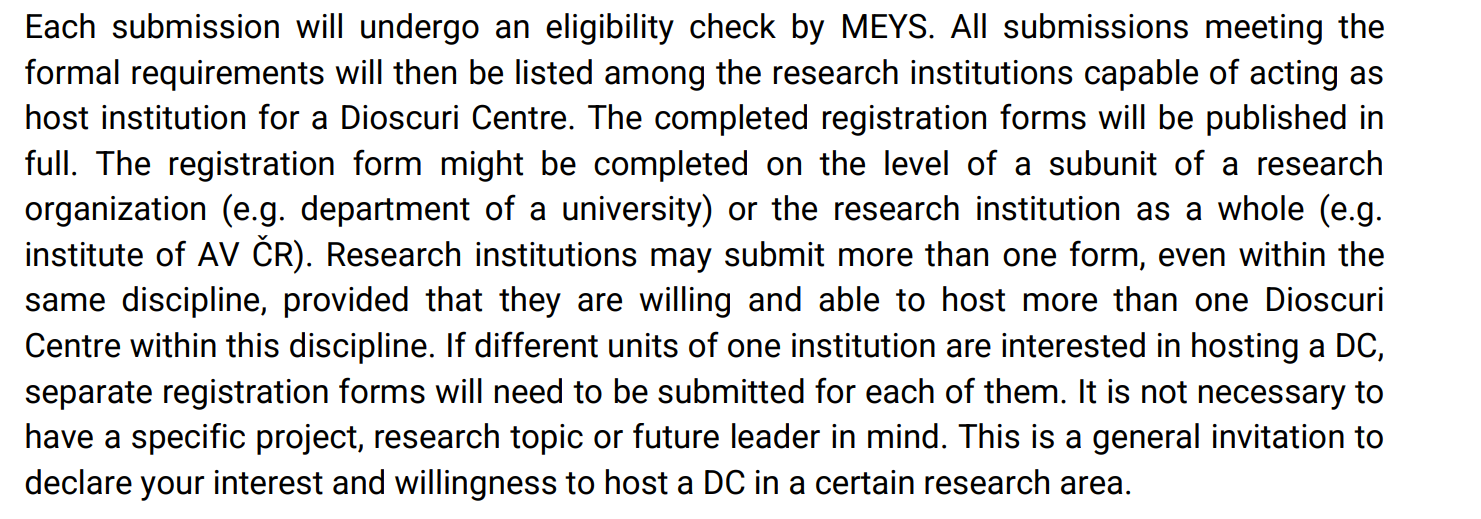 Each submission will undergo an eligibility check by MEYS. All submissions meeting the
formal requirements will then be listed among the research institutions capable of acting as
host institution for a Dioscuri Centre. The completed registration forms will be published in
full. The registration form might be completed on the level of a subunit of a research
organization (e.g. department of a university) or the research institution as a whole (e.g.
institute of AV ČR). Research institutions may submit more than one form, even within the
same discipline, provided that they are willing and able to host more than one Dioscuri
Centre within this discipline. If different units of one institution are interested in hosting a DC,
separate registration forms will need to be submitted for each of them. It is not necessary to
have a specific project, research topic or future leader in mind. This is a general invitation to
declare your interest and willingness to host a DC in a certain research area.